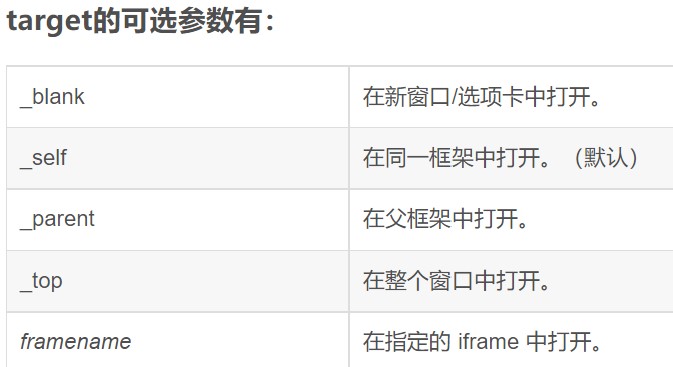 target的可选参数有：
_blank 在新窗口/选项卡中打开。
_self 在同一框架中打开。（默认）
_parent 在父框架中打开。
_top 在整个窗口中打开。
framename 在指定的 iframe 中打开。